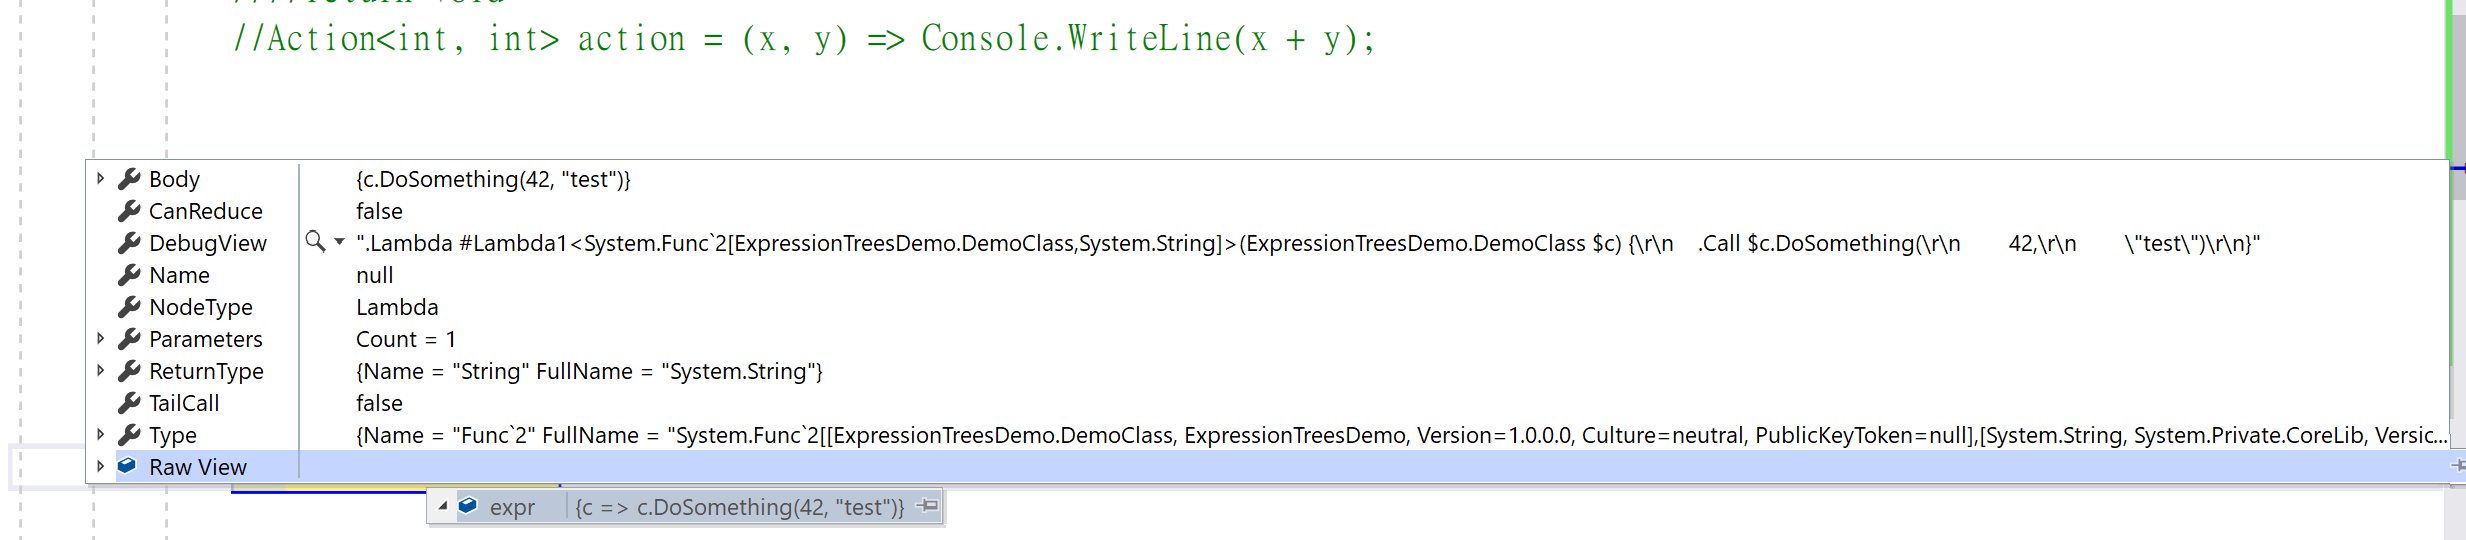 ////return void
//Action<int, int> action = (x, y) => Console.WriteLine(x + y);
Body {c.DoSomething(42, "test")}
CanReduce false
DebugView ".Lambda #Lambda1<System.Func`2[ExpressionTreesDemo.DemoClass,System.String]>(ExpressionTreesDemo.DemoClass $c) {\r\n    .Call $c.DoSomething(\r\n        42,\r\n        \"test\")\r\n}"
Name null
NodeType Lambda
Parameters Count = 1
ReturnType {Name = "String" FullName = "System.String"}
TailCall false
Type {Name = "Func`2" FullName = "System.Func`2[[ExpressionTreesDemo.DemoClass, ExpressionTreesDemo, Version=1.0.0.0, Culture=neutral, PublicKeyToken=null],[System.String, System.Private.CoreLib, Versic...
Raw View
expr {c => c.DoSomething(42, "test")}